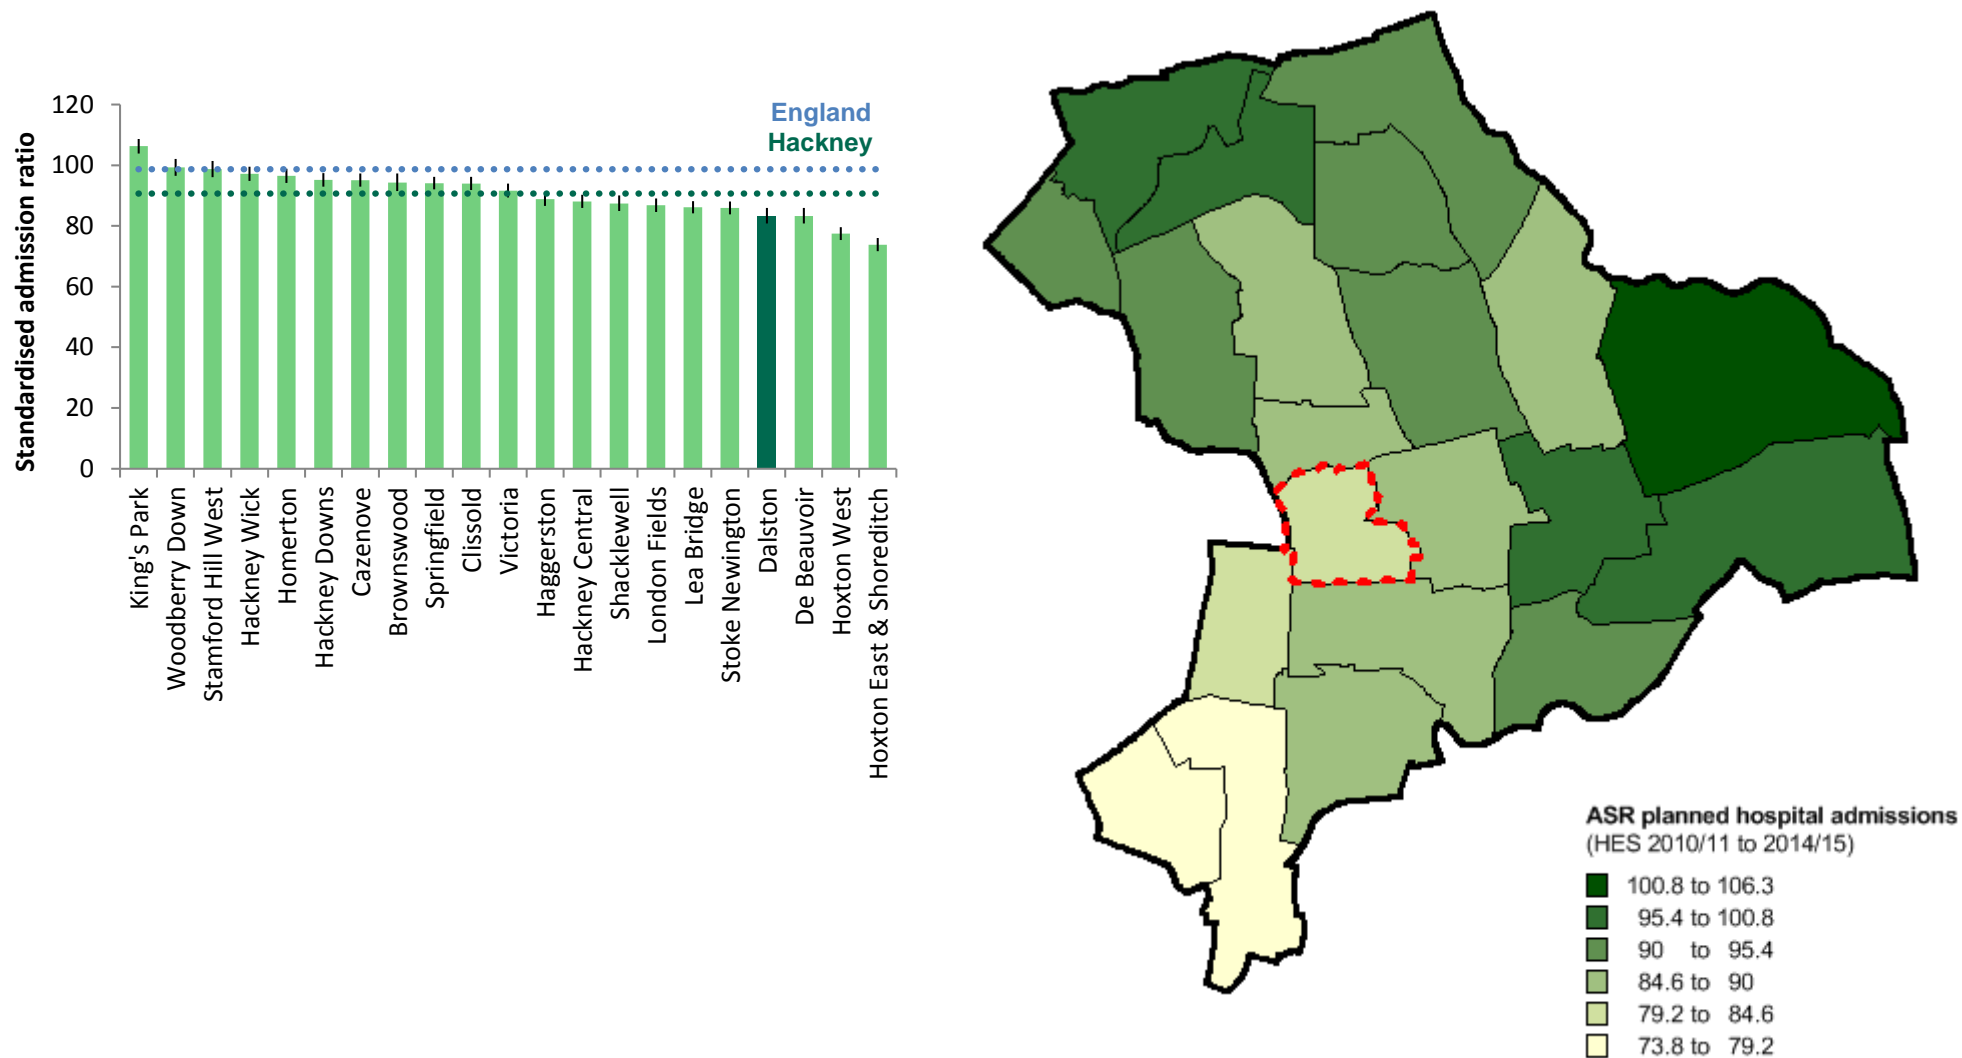 Standardised admission ratio
120
100
80
60
40
20
0
England
Hackney
King's Park
Woodberry Down
Stamford Hill West
Hackney Wick
Homerton
Hackney Downs
Cazenove
Brownswood
Springfield
Clissold
Victoria
Haggerston
Hackney Central
Shacklewell
London Fields
Lea Bridge
Stoke Newington
Dalston
De Beauvoir
Hoxton West
Hoxton East & Shoreditch
ASR planned hospital admissions
(HES 2010/11 to 2014/15)
100.8 to 106.3
95.4 to 100.8
90 to 95.4
84.6 to 90
79.2 to 84.6
73.8 to 79.2